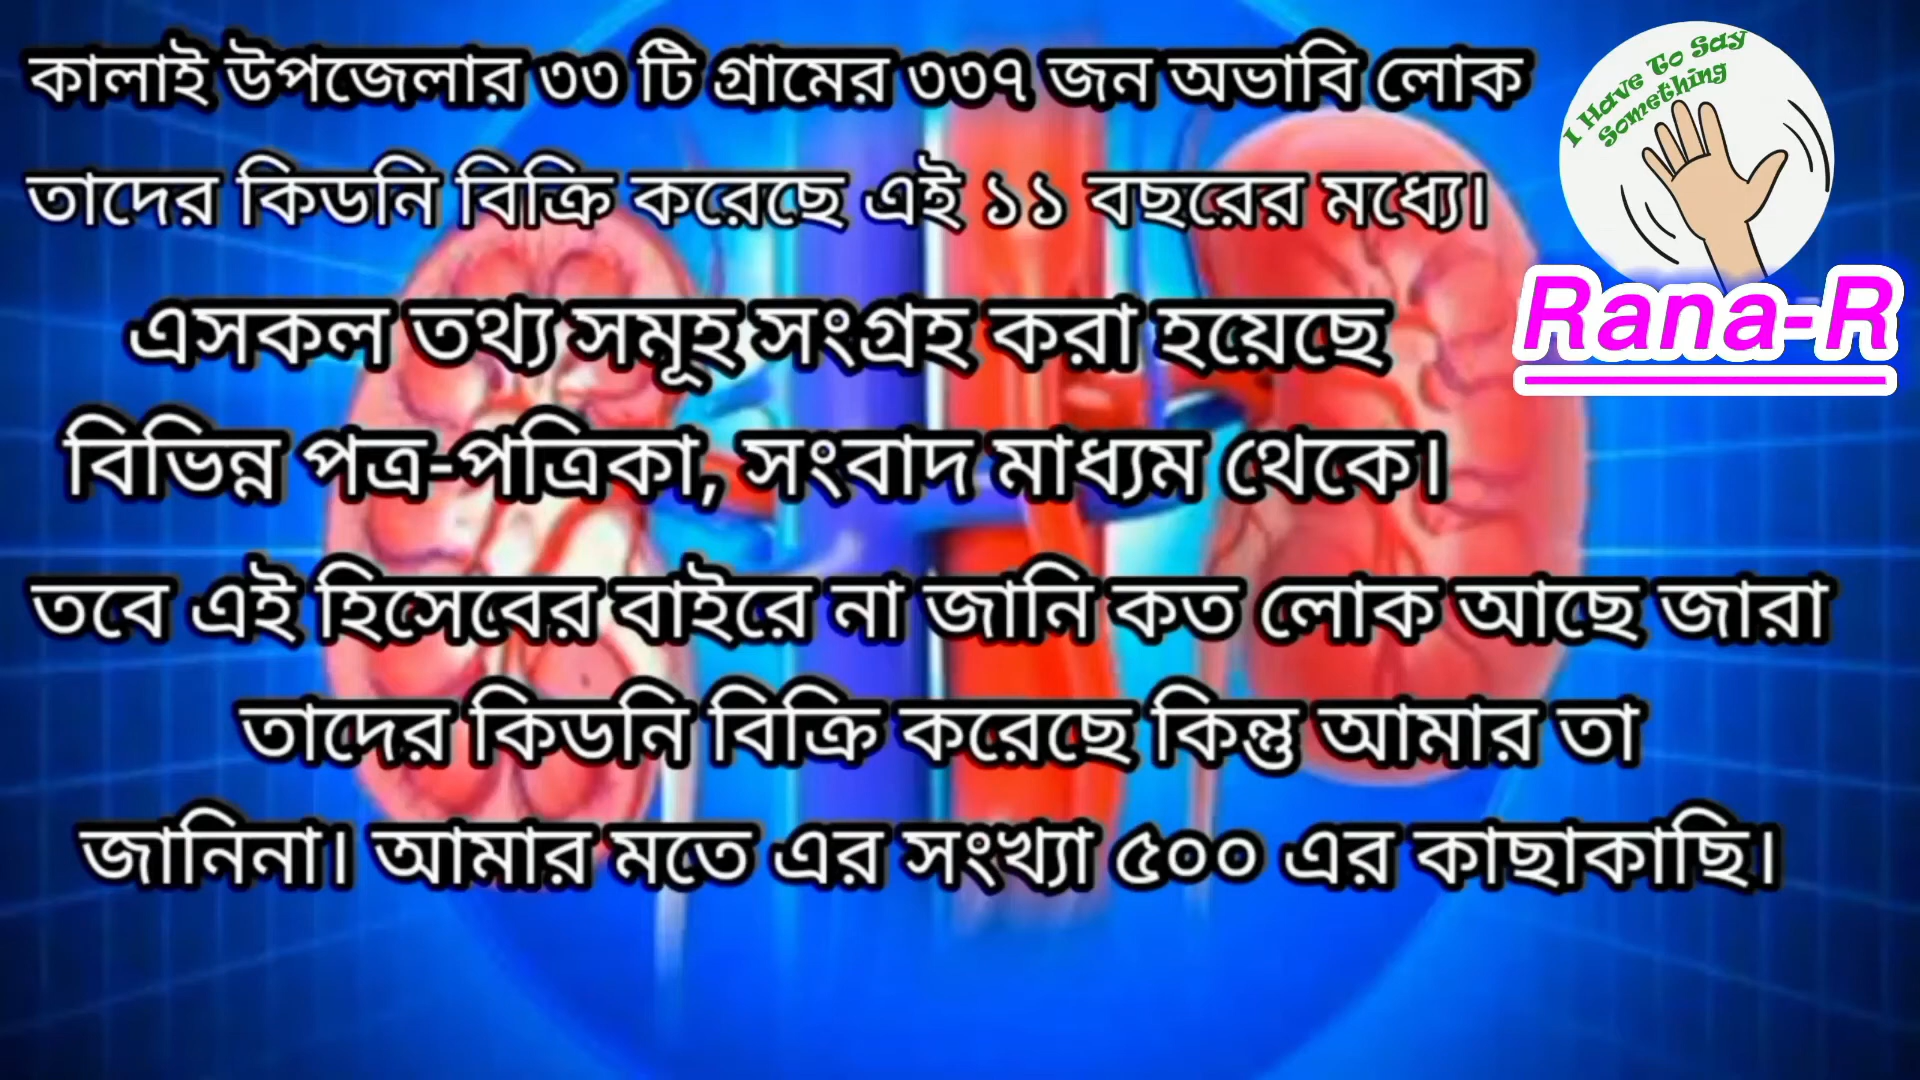 কালাই উপজেলার ৩৩ টি গ্রামের ৩৩৭ জন অভাবি লোক
তাদের কিডনি বিক্রি করেছে এই ১১ বছরের মধ্যে।
এসকল তথ্য সমূহ সংগ্রহ করা হয়েছে
বিভিন্ন পত্র-পত্রিকা, সংবাদ মাধ্যম থেকে।
তবে এই হিসেবের বাইরে না জানি কত লোক আছে জারা
তাদের কিডনি বিক্রি করেছে কিন্তু আমার তা
জানিনা। আমার মতে এর সংখ্যা ৫০০ এর কাছাকাছি।
I Have To Say
Something
Rana-R